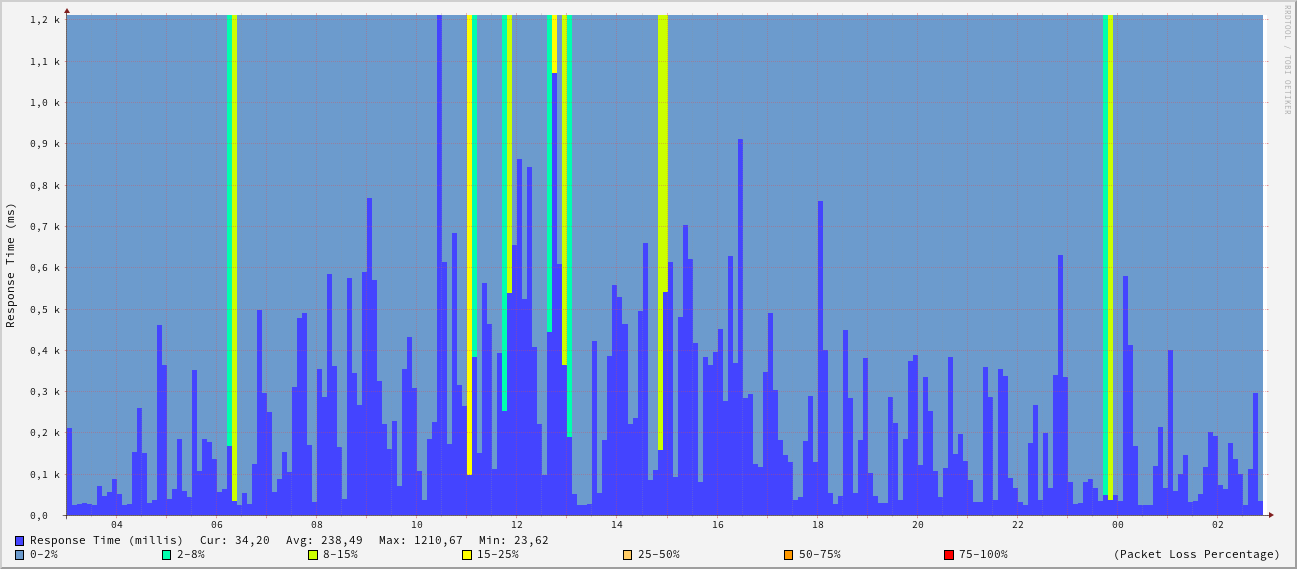 1,2 k
1,1 k
1,0 k
0,9 k
0,8 k
0,7 k
0,6 k
0,5 k
0,4 k
0,3 k
0,2 k
0,1 k
0,0
Response Time (ms)
RRDTOOL / TOBI OETIKER
04 06 08 10 12 14 16 18 20 22 00 02
Response Time (millis) Cur: 34,20 Avg: 238,49 Max: 1210,67 Min: 23,62
0-2% 2-8% 8-15% 15-25% 25-50% 50-75% 75-100% (Packet Loss Percentage)